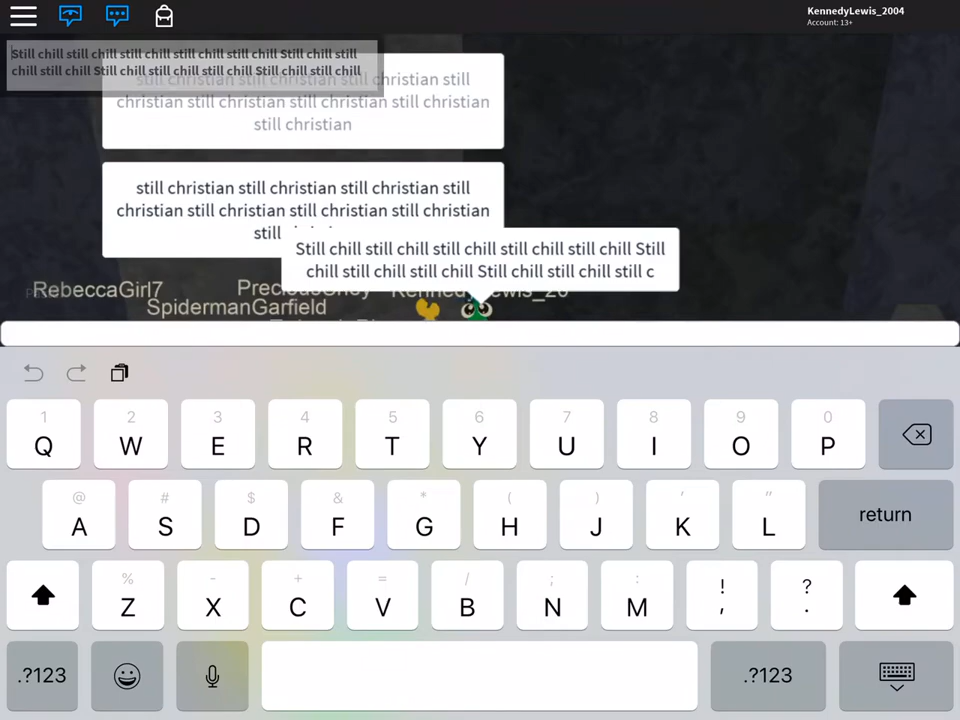 KennedyLewis_2004
Account: 13+
Still chill still chill still chill still chill still chill Still chill still
chill still chill Still chill still chill still chill Still chill still chill
still christian still christian still christian still
christian still christian still christian still christian
still christian
still christian still christian still christian still
christian still christian still christian still christian
still
Still chill still chill still chill still chill still chill Still
chill still chill still chill Still chill still chill still c
RebeccaGirl7
SpidermanGarfield
KennedyLewis_20
1 2 3 4 5 6 7 8 9 0
Q W E R T Y U I O P
@ # $ & * ( ) ' "
A S D F G H J K L return
% - + = / ; : ! ?
Z X C V B N M , .
.?123 .?123